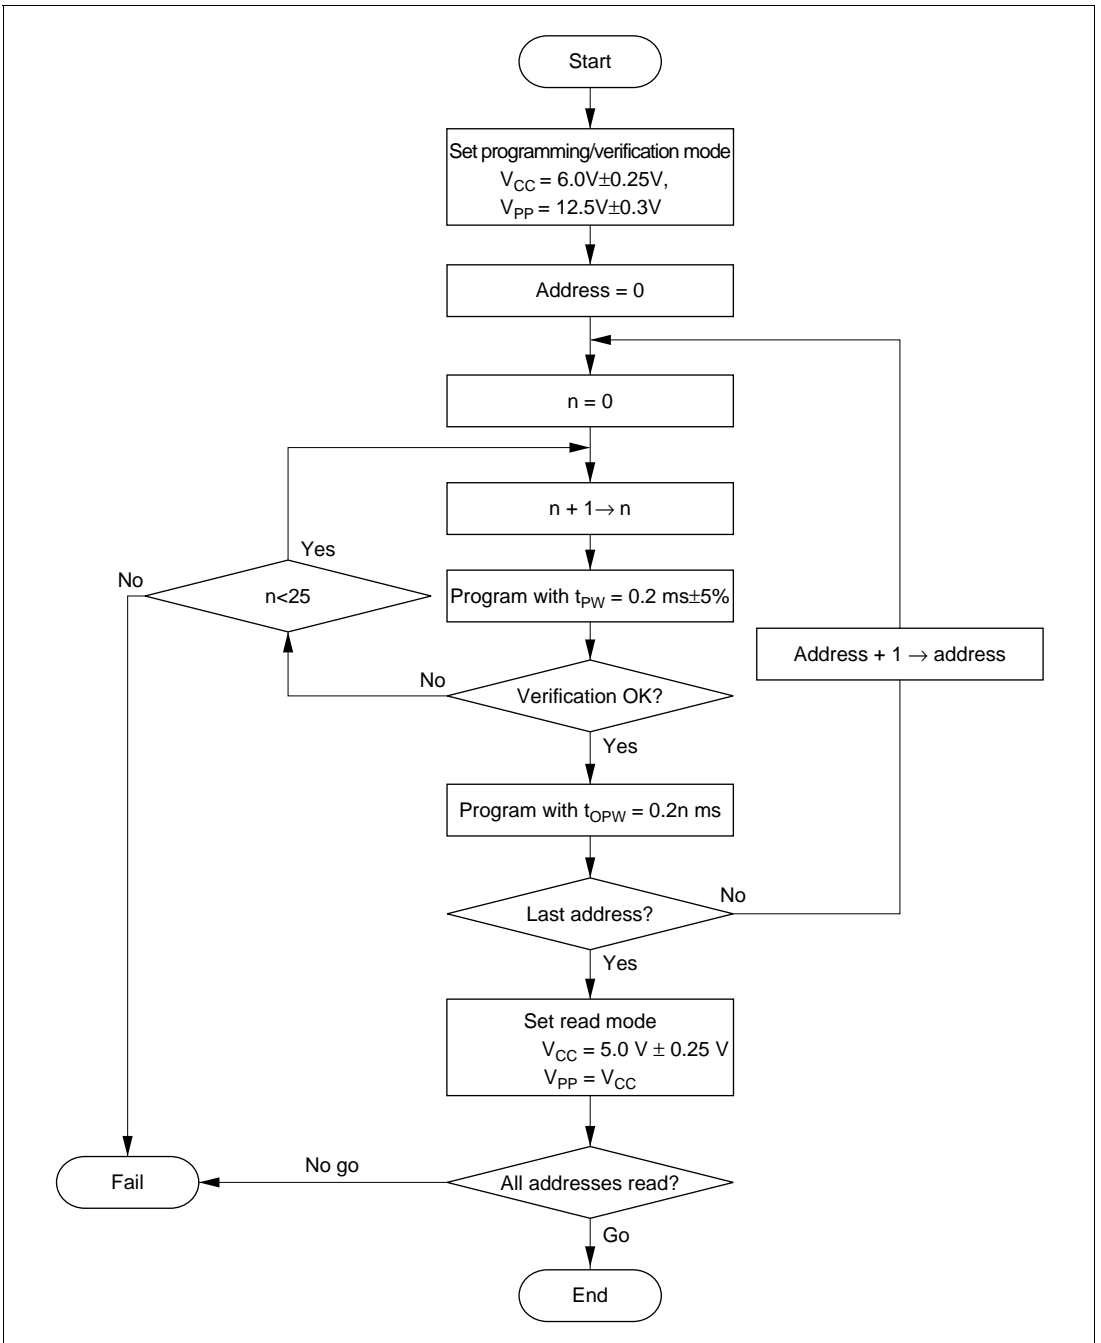 Start
Set programming/verification mode
VCC = 6.0V±0.25V,
VPP = 12.5V±0.3V
Address = 0
n = 0
n + 1→ n
Yes
No
n<25
Program with tPW = 0.2 ms±5%
Address + 1 → address
No
Verification OK?
Yes
Program with tOPW = 0.2n ms
No
Last address?
Yes
Set read mode
VCC = 5.0 V ± 0.25 V
VPP = VCC
No go
Fail
All addresses read?
Go
End